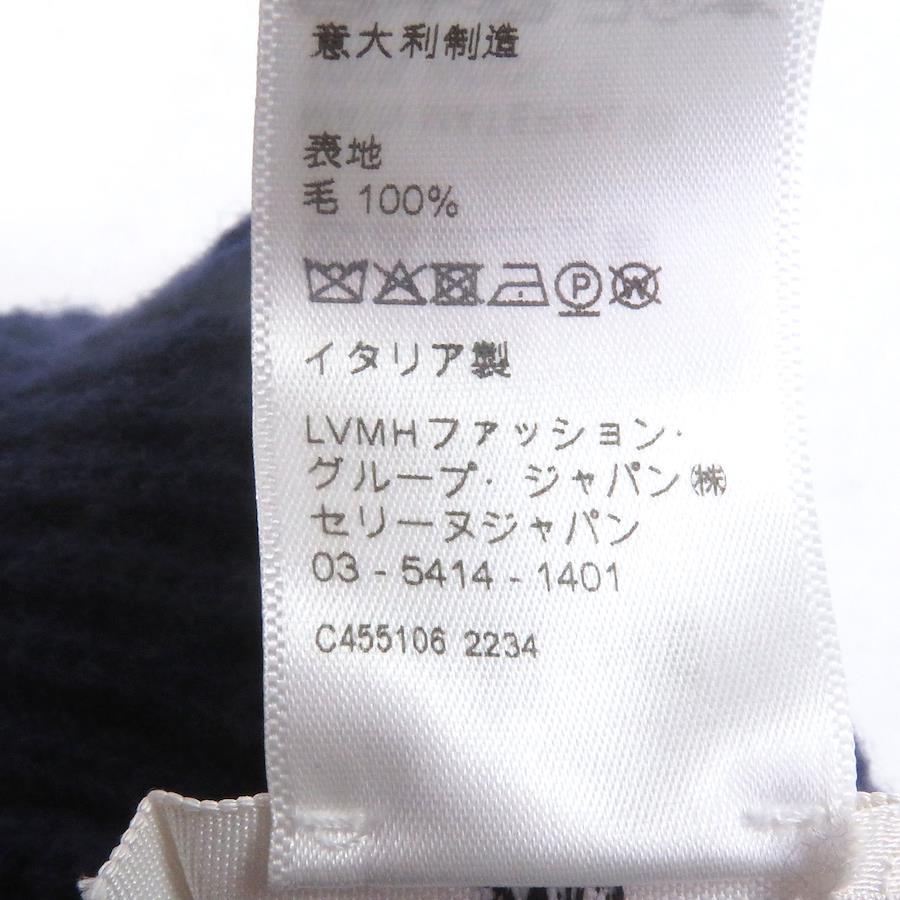 意大利制造
表地
毛 100%
イタリア製
LVMHファッション・
グループ・ジャパン㈱
セリーヌジャパン
03 - 5414 - 1401
C455106 2234